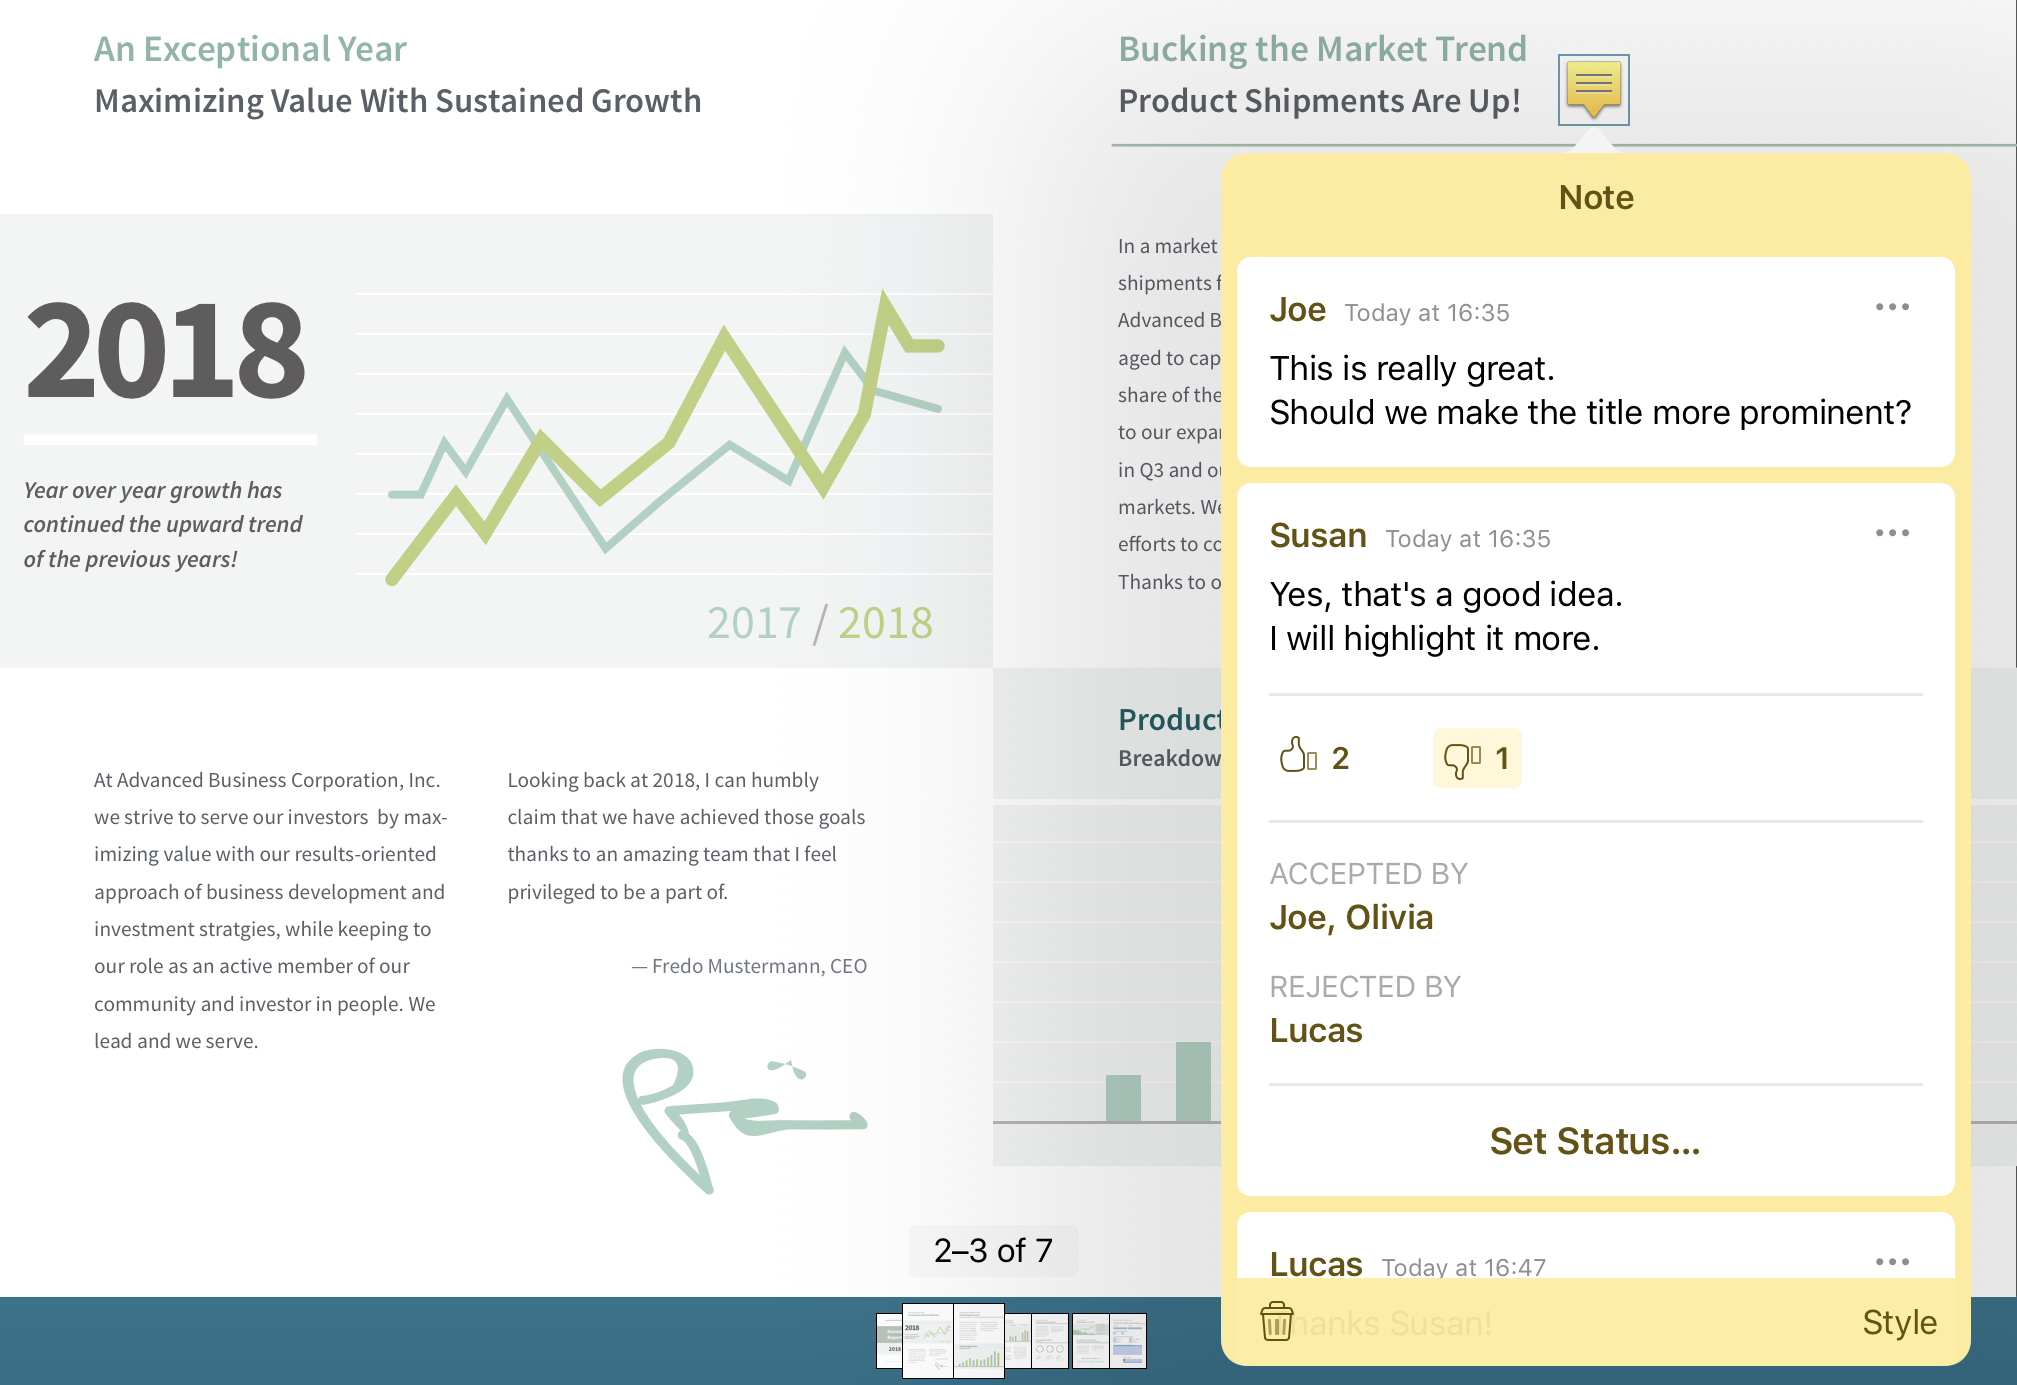 An Exceptional Year
Maximizing Value With Sustained Growth
2018
Year over year growth has
continued the upward trend
of the previous years!
2017 / 2018
At Advanced Business Corporation, Inc.
we strive to serve our investors  by max-
imizing value with our results-oriented
approach of business development and
investment stratgies, while keeping to
our role as an active member of our
community and investor in people. We
lead and we serve.
Looking back at 2018, I can humbly
claim that we have achieved those goals
thanks to an amazing team that I feel
privileged to be a part of.
— Fredo Mustermann, CEO
Bucking the Market Trend
Product Shipments Are Up!
In a market
shipments
Advanced
aged to
share of the
to our
in Q3 and
markets. We
efforts to
Thanks to
Product
Note
Joe Today at 16:35
This is really great.
Should we make the title more prominent?
Susan Today at 16:35
Yes, that's a good idea.
I will highlight it more.
2 1
ACCEPTED BY
Joe, Olivia
REJECTED BY
Lucas
Set Status...
Lucas Today at 16:47
Susan!
Style
2–3 of 7